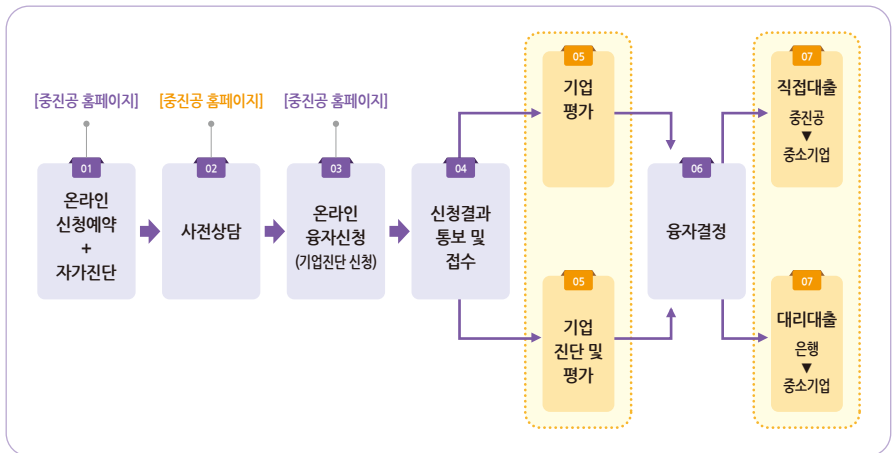 [중진공 홈페이지]
01
온라인
신청예약
+
자가진단
[중진공 홈페이지]
02
사전상담
[중진공 홈페이지]
03
온라인
융자신청
(기업진단 신청)
04
신청결과
통보 및
접수
05
기업
평가
05
기업
진단 및
평가
06
융자결정
07
직접대출
중진공
▼
중소기업
07
대리대출
은행
▼
중소기업